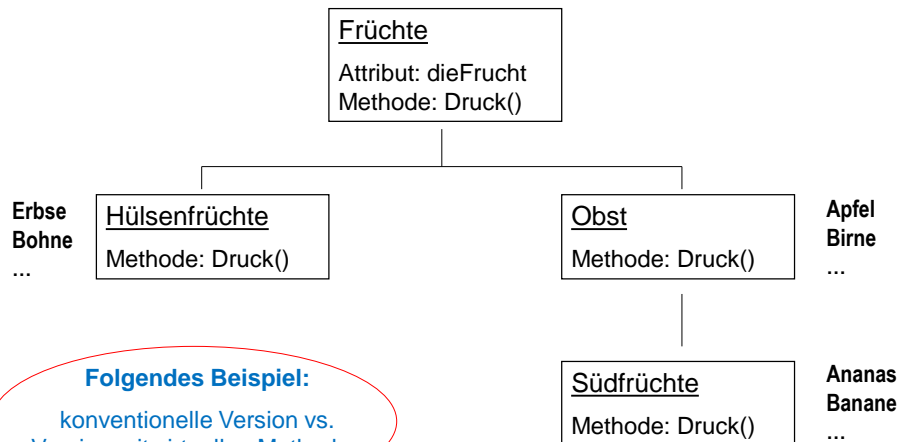 Früchte
Attribut: dieFrucht
Methode: Druck()
Erbse
Bohne
…
Hülsenfrüchte
Methode: Druck()
Obst
Methode: Druck()
Apfel
Birne
…
Folgendes Beispiel:
konventionelle Version vs.
Südfrüchte
Methode: Druck()
Ananas
Banane
…